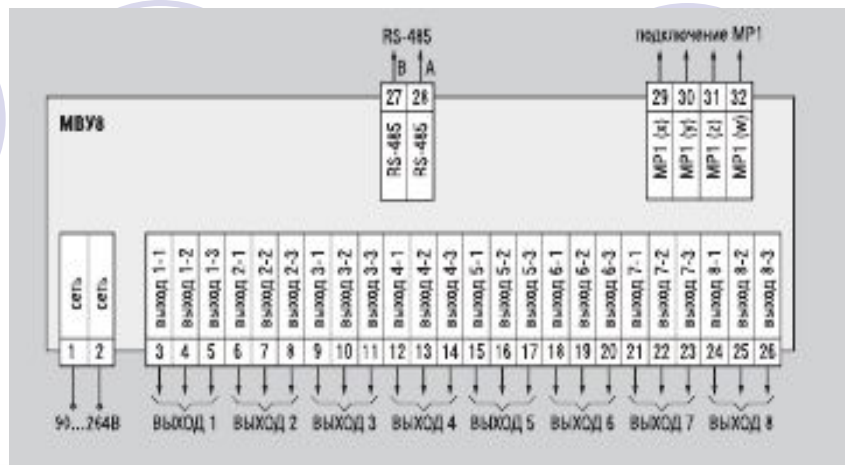 RS-485
подключение МР1
B A
27 28
29 30 31 32
МВУ8
RS-485 RS-485
МР1 (x) МР1 (y) МР1 (z) МР1 (w)
сеть сеть
выход 1-1 выход 1-2 выход 1-3 выход 2-1 выход 2-2 выход 2-3 выход 3-1 выход 3-2 выход 3-3 выход 4-1 выход 4-2 выход 4-3 выход 5-1 выход 5-2 выход 5-3 выход 6-1 выход 6-2 выход 6-3 выход 7-1 выход 7-2 выход 7-3 выход 8-1 выход 8-2 выход 8-3
1 2 3 4 5 6 7 8 9 10 11 12 13 14 15 16 17 18 19 20 21 22 23 24 25 26
90...264В ВЫХОД 1 ВЫХОД 2 ВЫХОД 3 ВЫХОД 4 ВЫХОД 5 ВЫХОД 6 ВЫХОД 7 ВЫХОД 8